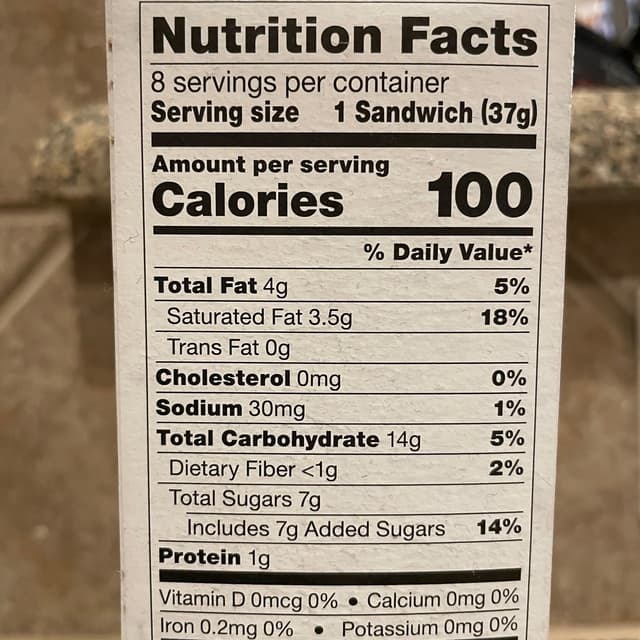 Nutrition Facts
8 servings per container
Serving size 1 Sandwich (37g)
Amount per serving
Calories 100
% Daily Value*
Total Fat 4g 5%
Saturated Fat 3.5g 18%
Trans Fat 0g
Cholesterol 0mg 0%
Sodium 30mg 1%
Total Carbohydrate 14g 5%
Dietary Fiber <1g 2%
Total Sugars 7g
Includes 7g Added Sugars 14%
Protein 1g
Vitamin D 0mcg 0% • Calcium 0mg 0%
Iron 0.2mg 0% • Potassium 0mg 0%